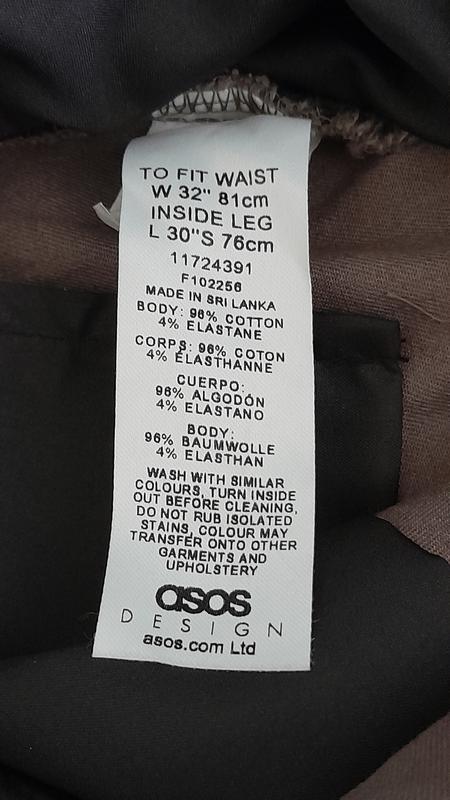 TO FIT WAIST
W 32" 81cm
INSIDE LEG
L 30"S 76cm
11724391
F102256
MADE IN SRI LANKA
BODY: 96% COTTON
4% ELASTANE
CORPS: 96% COTON
4% ÉLASTHANNE
CUERPO:
96% ALGODÓN
4% ELASTANO
BODY:
96% BAUMWOLLE
4% ELASTHAN
WASH WITH SIMILAR
COLOURS, TURN INSIDE
OUT BEFORE CLEANING,
DO NOT RUB ISOLATED
STAINS, COLOUR MAY
TRANSFER ONTO OTHER
GARMENTS AND
UPHOLSTERY
asos
DESIGN
asos.com Ltd